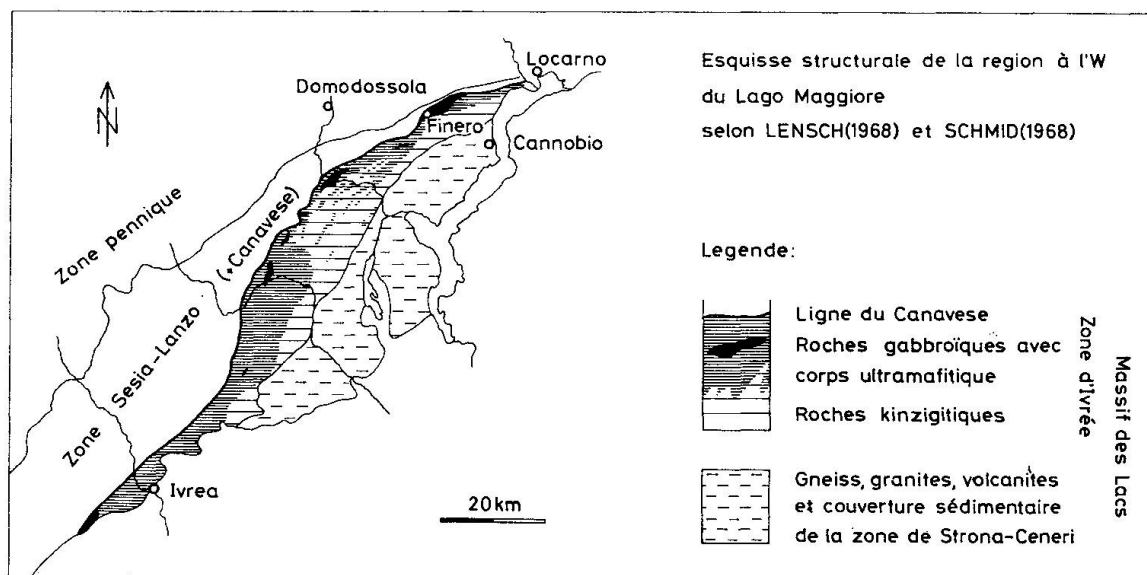 Locarno
Domodossola
Finero
Cannobio
Zone pennique
(+Canavese)
Zone Sesia-Lanzo
Ivrea
20km
N
Esquisse structurale de la region à l'W
du Lago Maggiore
selon LENSCH(1968) et SCHMID(1968)
Legende:
Ligne du Canavese
Roches gabbroïques avec
corps ultramafitique
Roches kinzigitiques
Zone d'Ivrée
Gneiss, granites, volcanites
et couverture sédimentaire
de la zone de Strona-Ceneri
Massif des Lacs